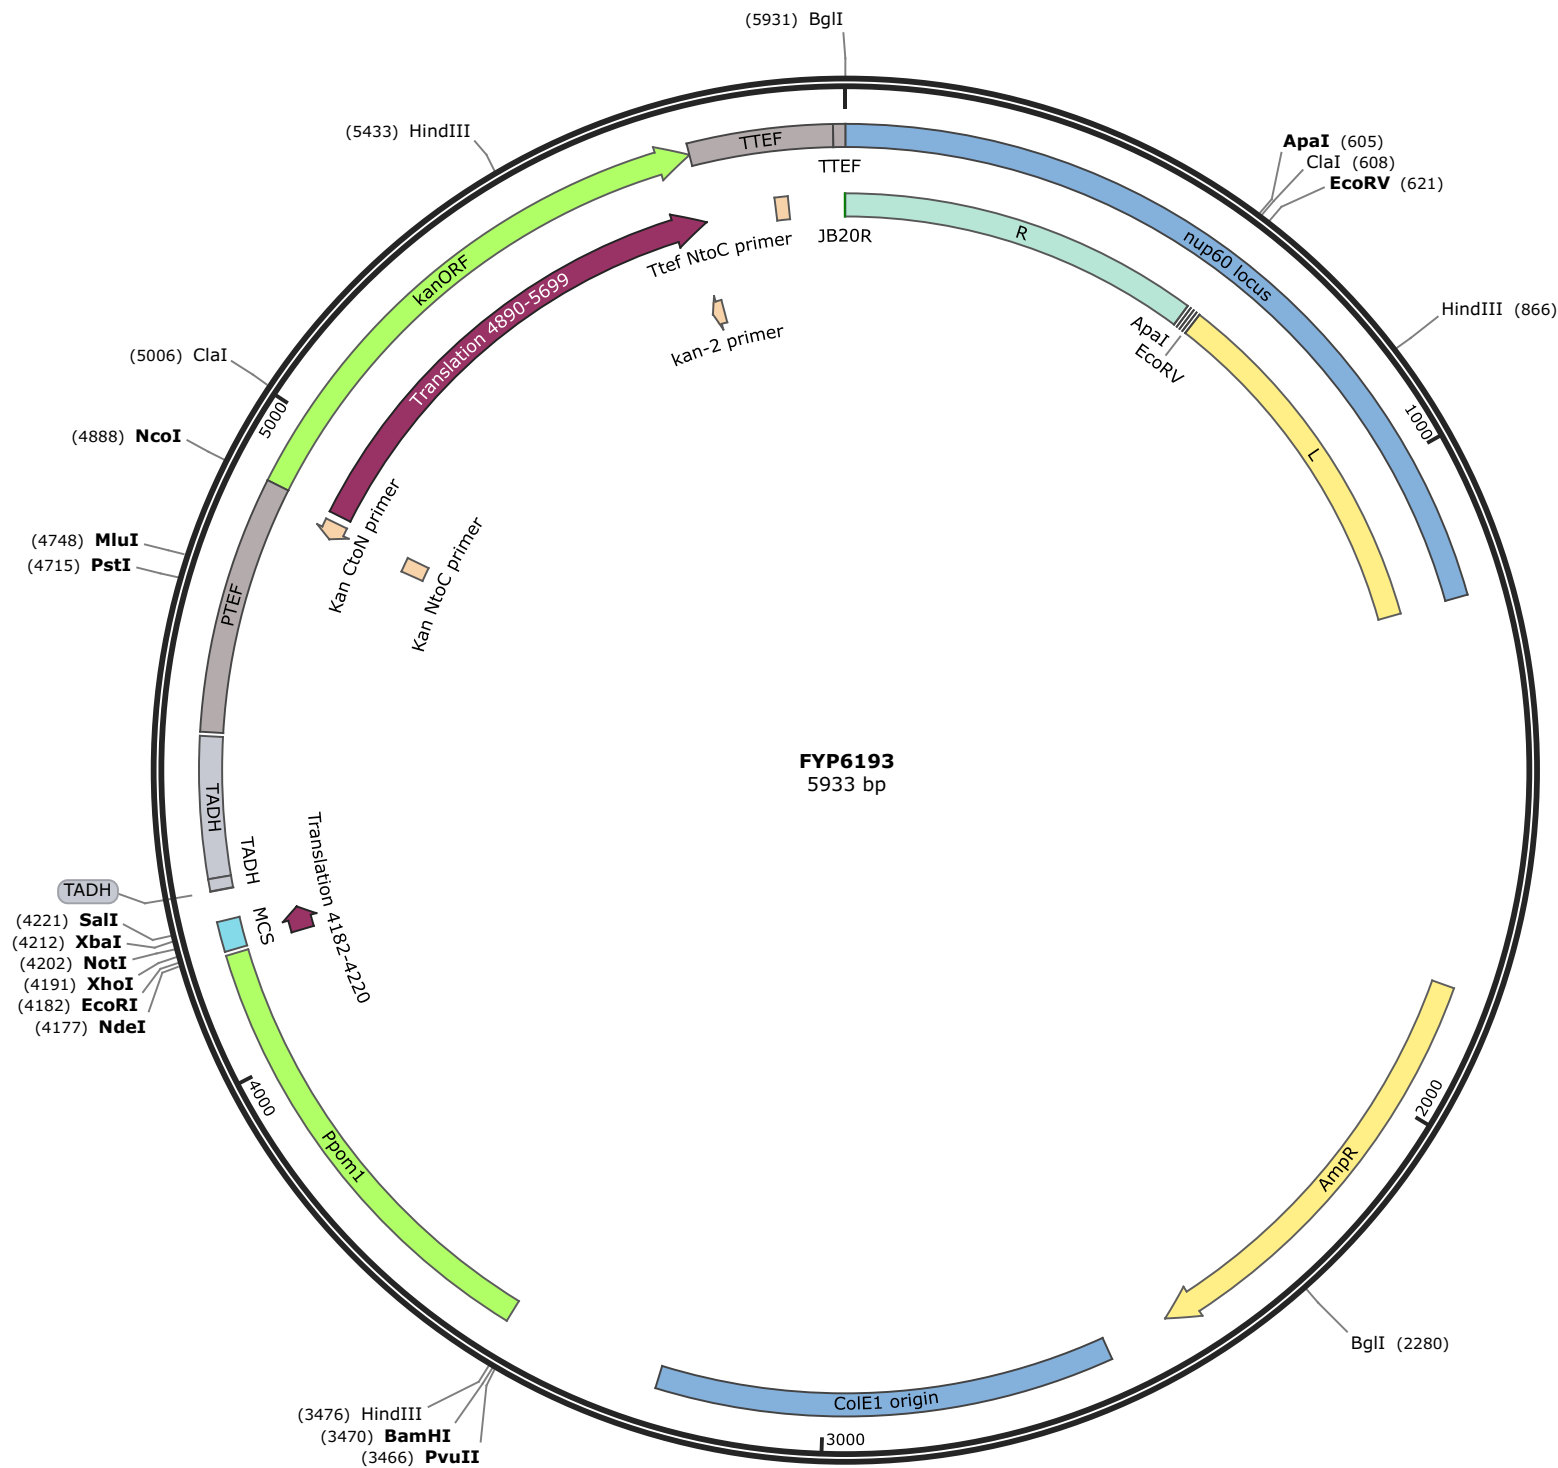 (5931) BglI
(5433) HindIII
ApaI (605)
ClaI (608)
EcoRV (621)
TTEF
TTEF
kanORF
nup60 locus
R
JB20R
Ttef NtoC primer
Translation 4890-5699
kan-2 primer
ApaI
EcoRV
HindIII (866)
(5006) ClaI
5000
1000
(4888) NcoI
L
Kan CtoN primer
Kan NtoC primer
(4748) MluI
(4715) PstI
PTEF
FYP6193
5933 bp
TADH
TADH
TADH
Translation 4182-4220
MCS
(4221) SalI
(4212) XbaI
(4202) NotI
(4191) XhoI
(4182) EcoRI
(4177) NdeI
4000
2000
Ppom1
AmpR
BglI (2280)
ColE1 origin
(3476) HindIII
(3470) BamHI
(3466) PvuII
3000